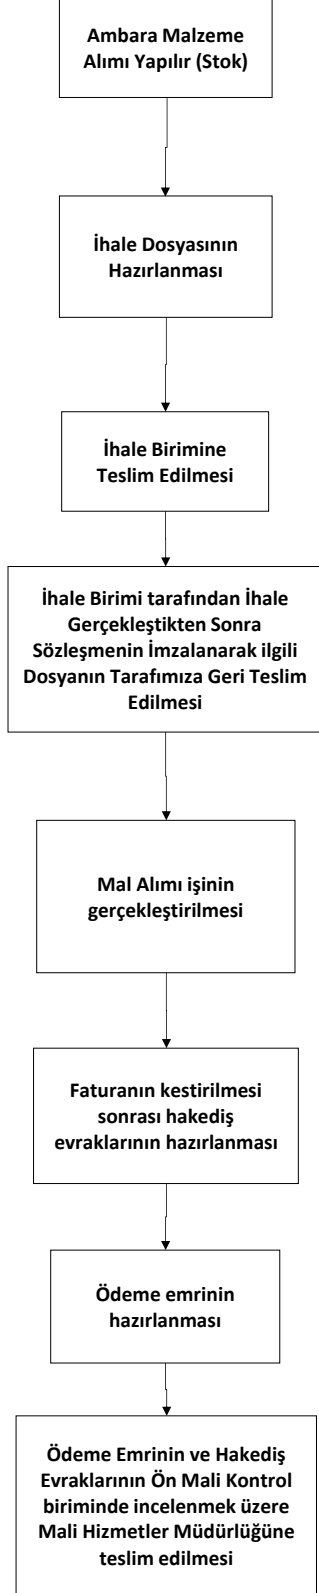 Ambara Malzeme
Alımı Yapılır (Stok)
İhale Dosyasının
Hazırlanması
İhale Birimine
Teslim Edilmesi
İhale Birimi tarafından İhale
Gerçekleştikten Sonra
Sözleşmenin İmzalanarak ilgili
Dosyanın Tarafımıza Geri Teslim
Edilmesi
Mal Alımı işinin
gerçekleştirilmesi
Faturanın kestirilmesi
sonrası hakediş
evraklarının hazırlanması
Ödeme emrinin
hazırlanması
Ödeme Emrinin ve Hakediş
Evraklarının Ön Mali Kontrol
biriminde incelenmek üzere
Mali Hizmetler Müdürlüğüne
teslim edilmesi